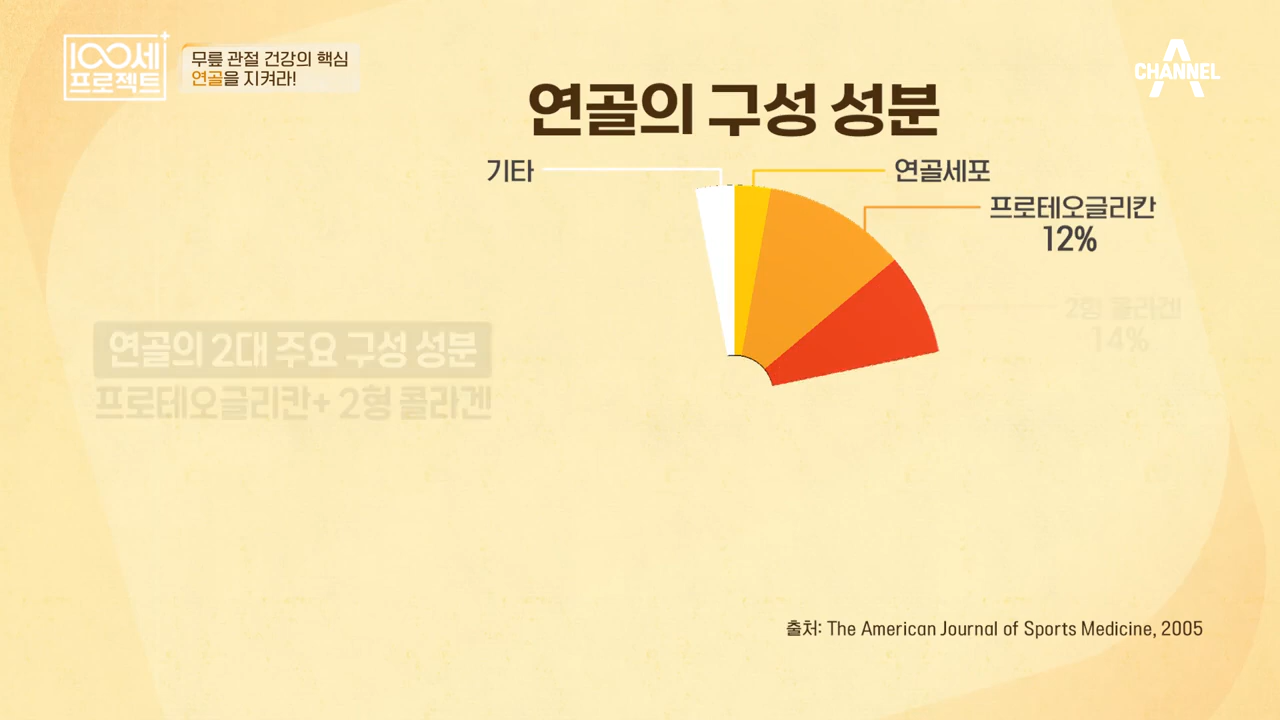 100세+
프로젝트
무릎 관절 건강의 핵심
연골을 지켜라!
CHANNEL A
연골의 구성 성분
기타
연골세포
프로테오글리칸
12%
2형 콜라겐
14%
연골의 2대 주요 구성 성분
프로테오글리칸+ 2형 콜라겐
출처: The American Journal of Sports Medicine, 2005